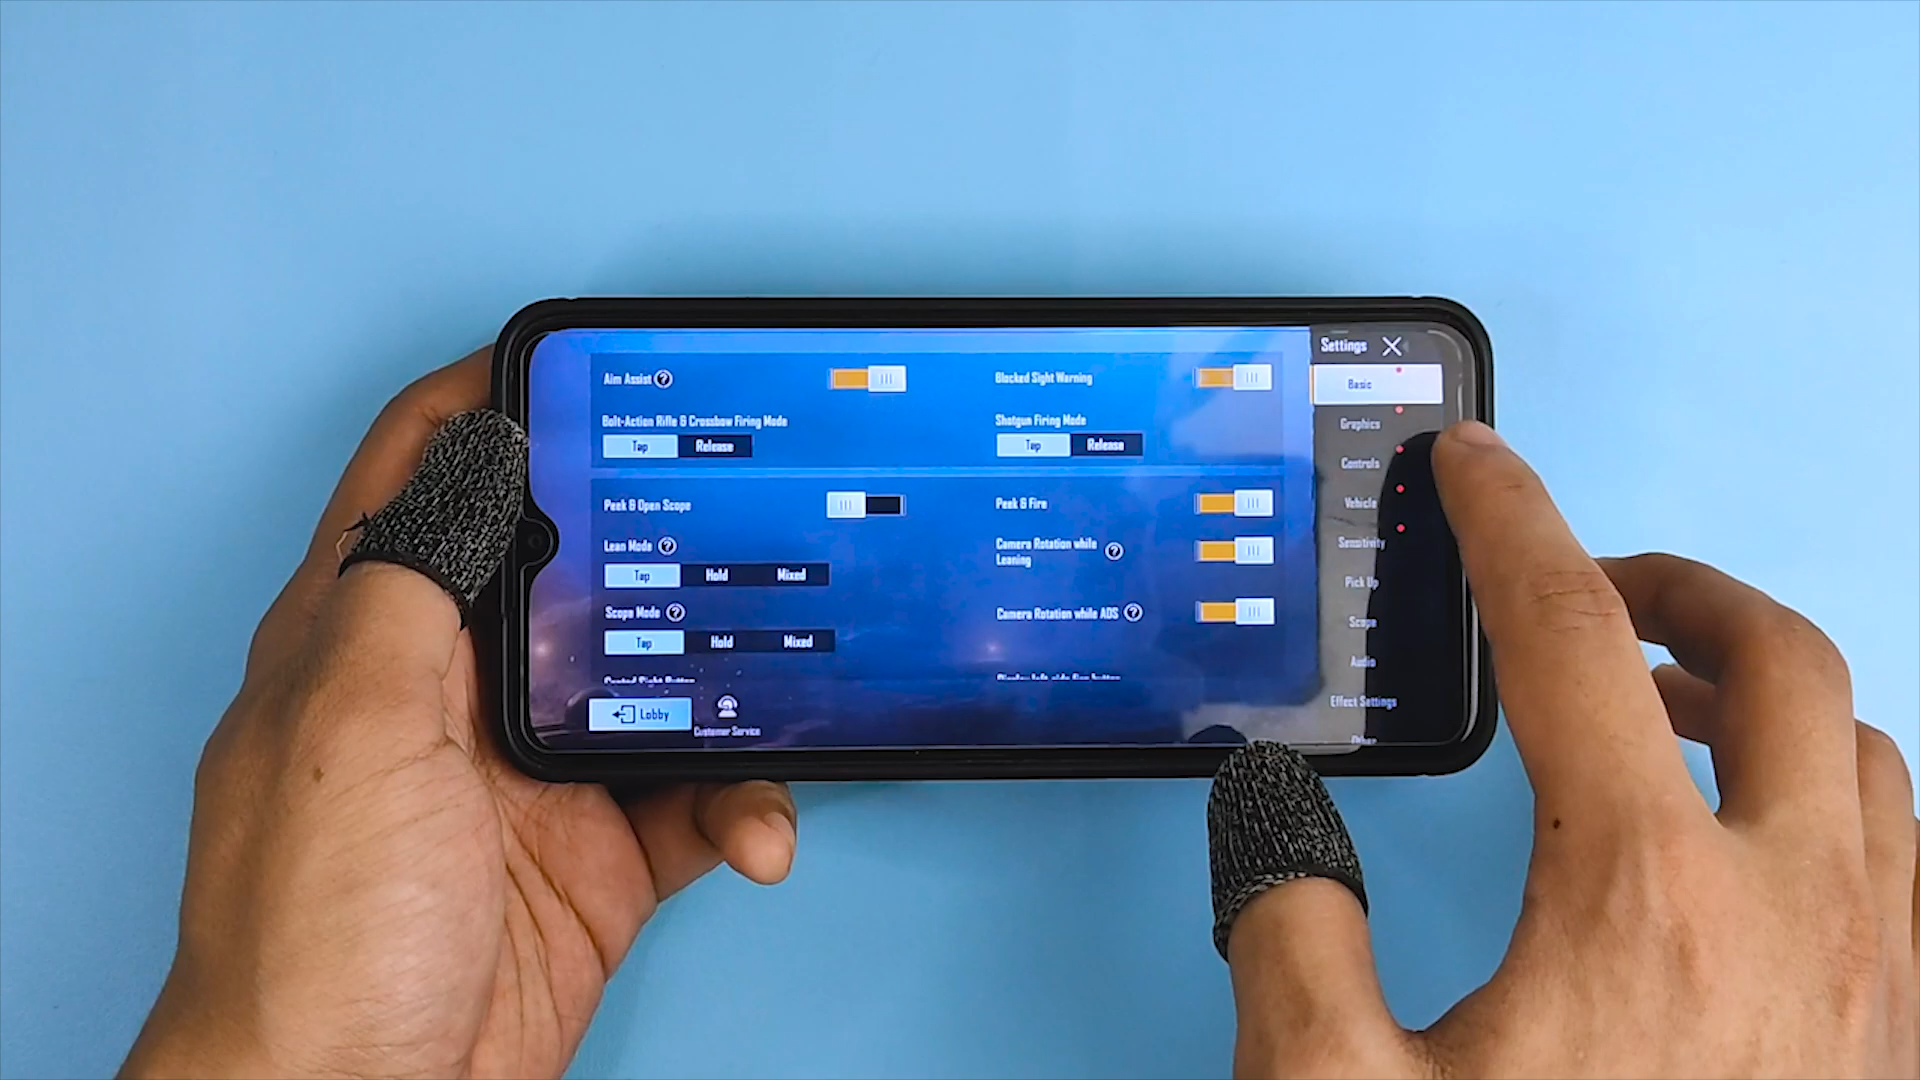 Settings
Aim Assist
Blocked Sight Warning
Basic
Bolt-Action Rifle & Crossbow Firing Mode
Shotgun Firing Mode
Graphics
Tap Release
Tap Release
Controls
Peek & Open Scope
Peek & Fire
Vehicle
Lean Mode
Camera Rotation while
Leaning
Sensitivity
Tap Hold Mixed
Pick Up
Scope Mode
Camera Rotation while ADS
Scope
Tap Hold Mixed
Audio
Effect Settings
Lobby
Customer Service